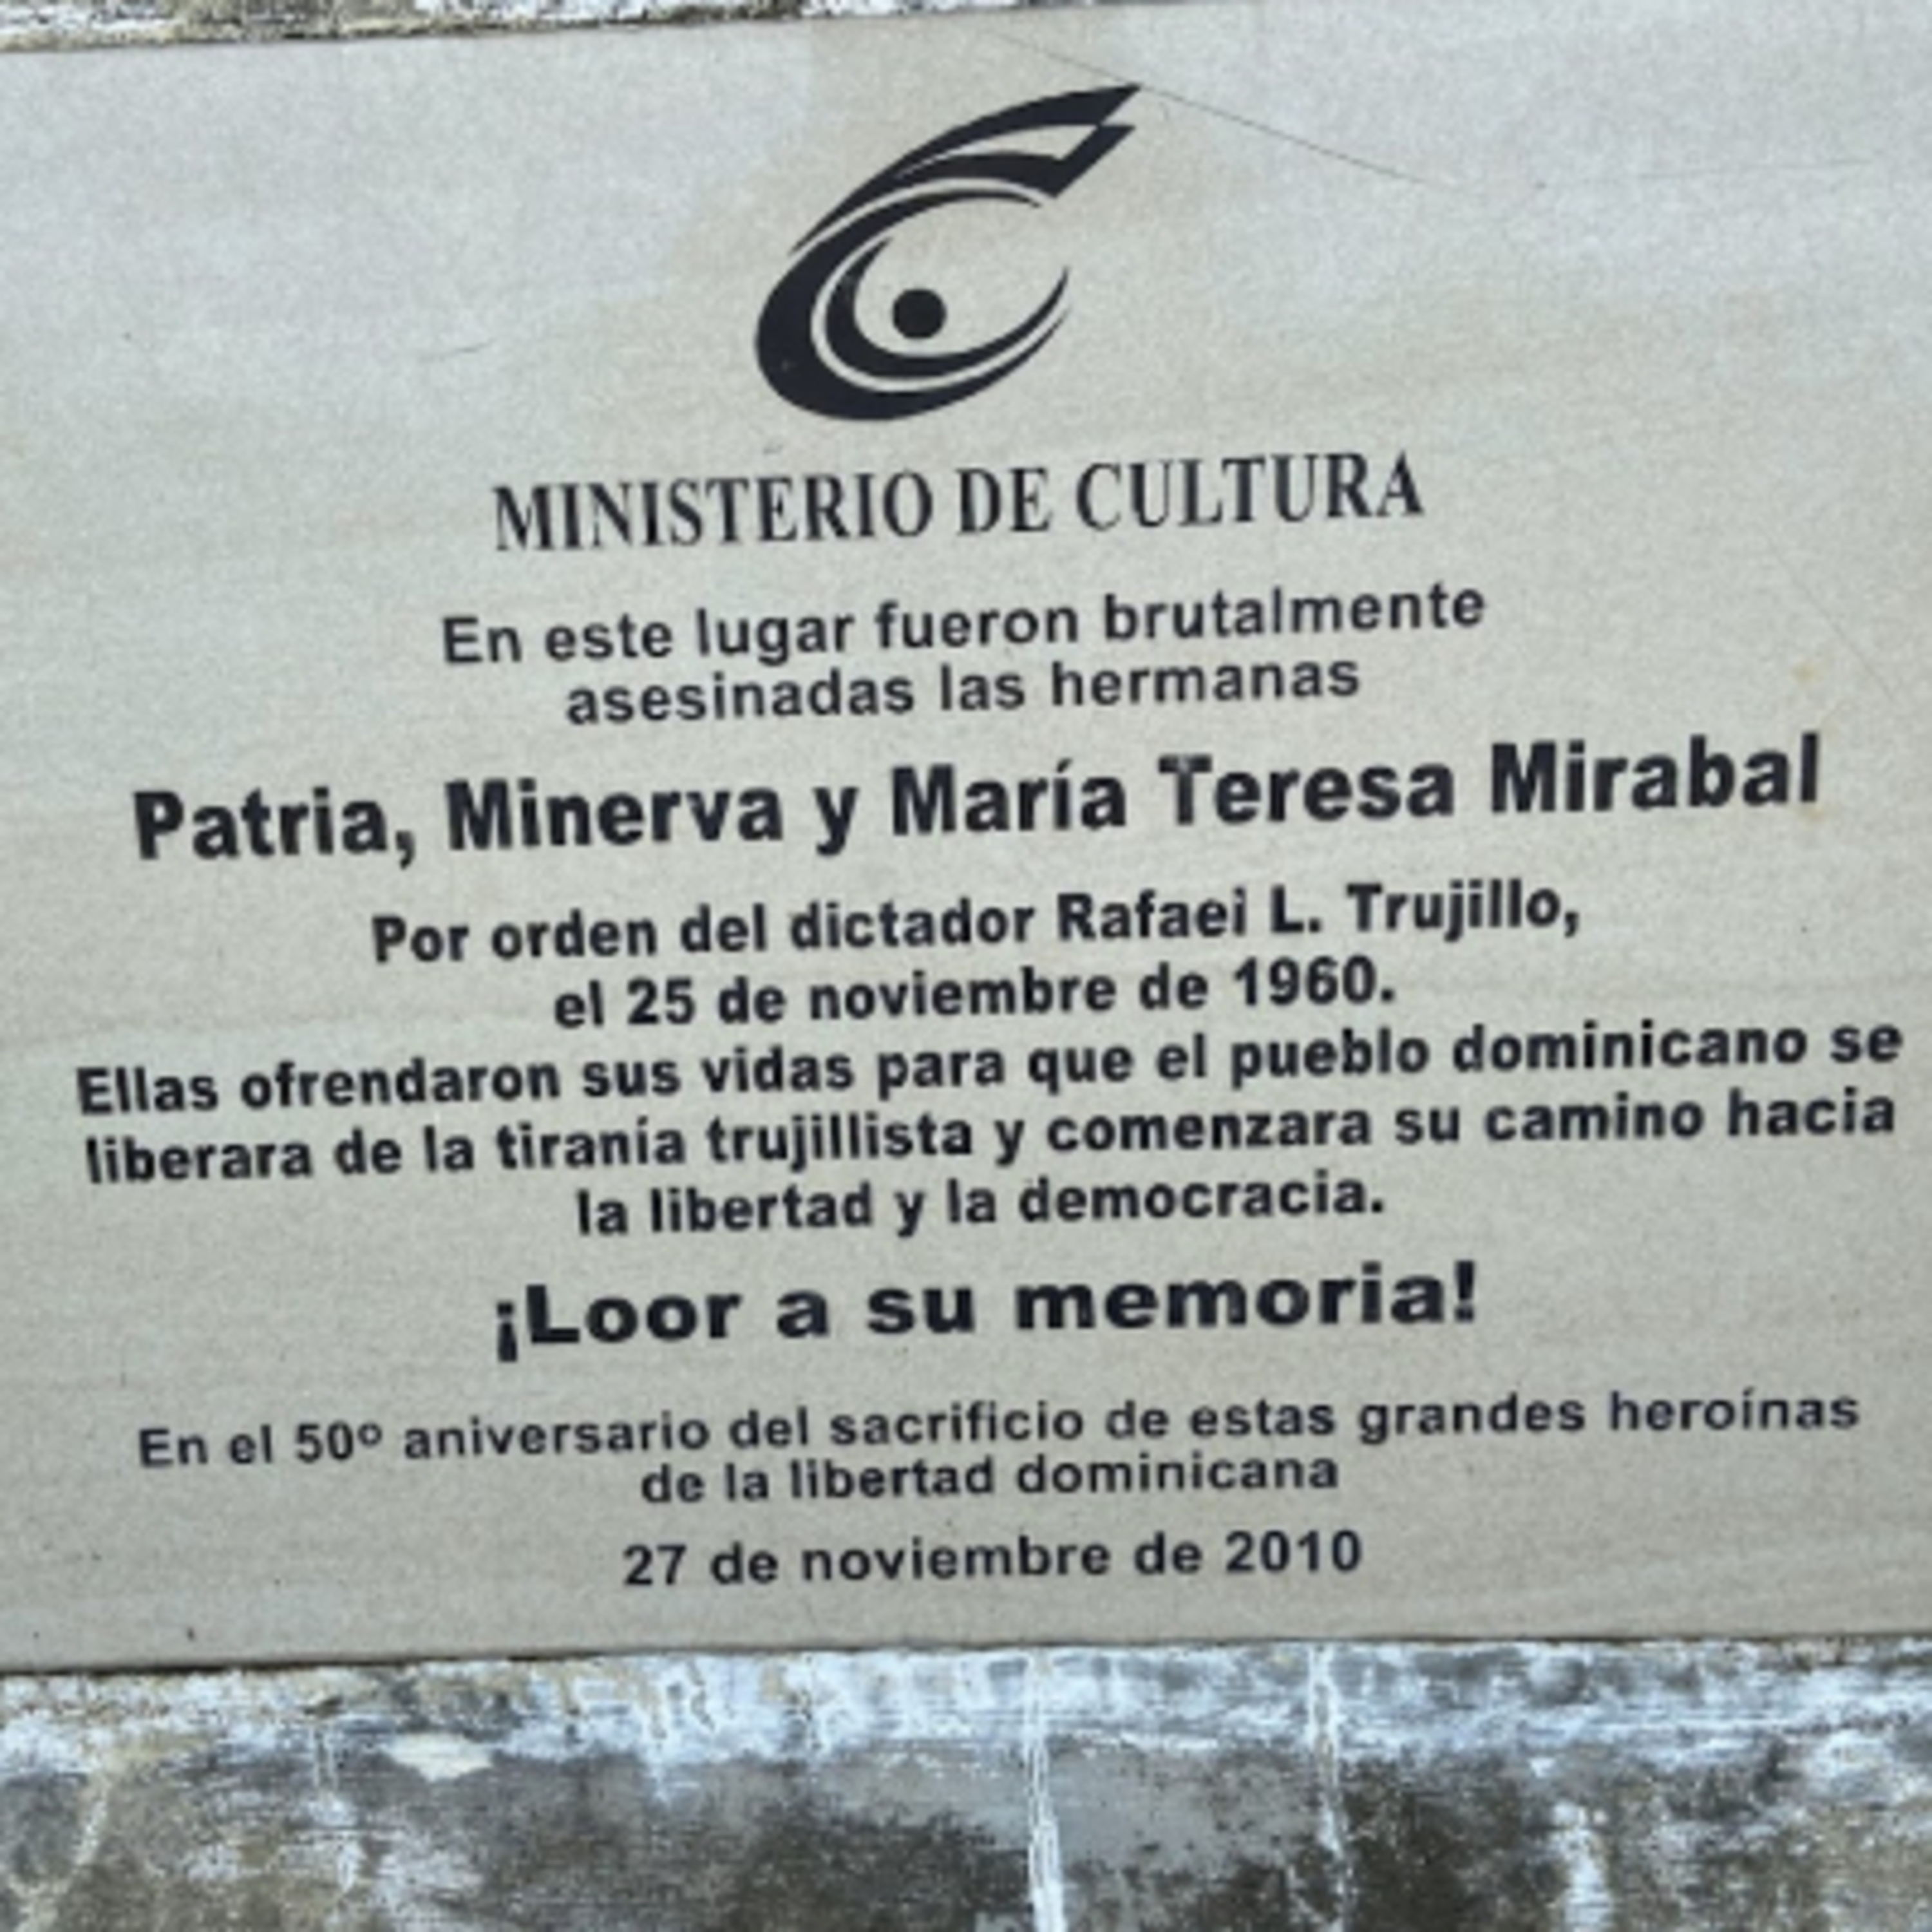 MINISTERIO DE CULTURA
En este lugar fueron brutalmente
asesinadas las hermanas
Patria, Minerva y María Teresa Mirabal
Por orden del dictador Rafaei L. Trujillo,
el 25 de noviembre de 1960.
Ellas ofrendaron sus vidas para que el pueblo dominicano se
liberara de la tiranía trujillista y comenzara su camino hacia
la libertad y la democracia.
¡Loor a su memoria!
En el 50º aniversario del sacrificio de estas grandes heroínas
de la libertad dominicana
27 de noviembre de 2010